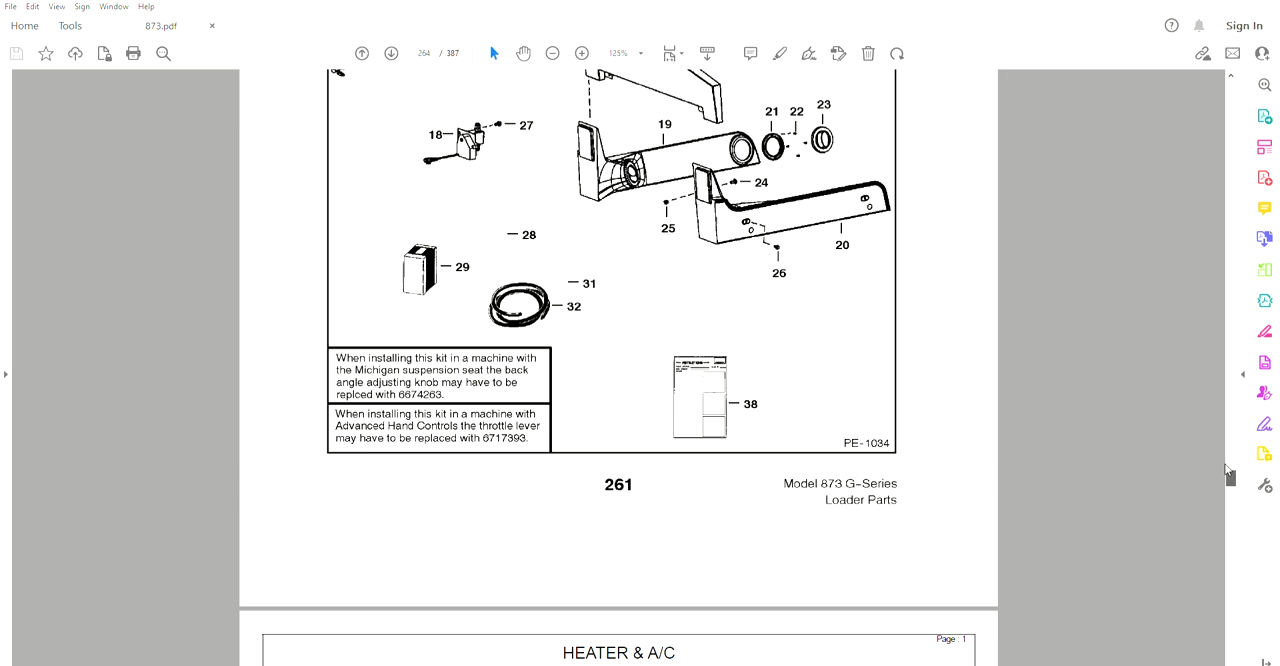 File Edit View Sign Window Help
Home Tools 873.pdf × Sign In
264 / 387 125%
18 27
19 21 22 23
24
25
20
26
28
29
31
32
When installing this kit in a machine with
the Michigan suspension seat the back
angle adjusting knob may have to be
replced with 6674263.
When installing this kit in a machine with
Advanced Hand Controls the throttle lever
may have to be replaced with 6717393.
38
PE-1034
261
Model 873 G-Series
Loader Parts
Page : 1
HEATER & A/C